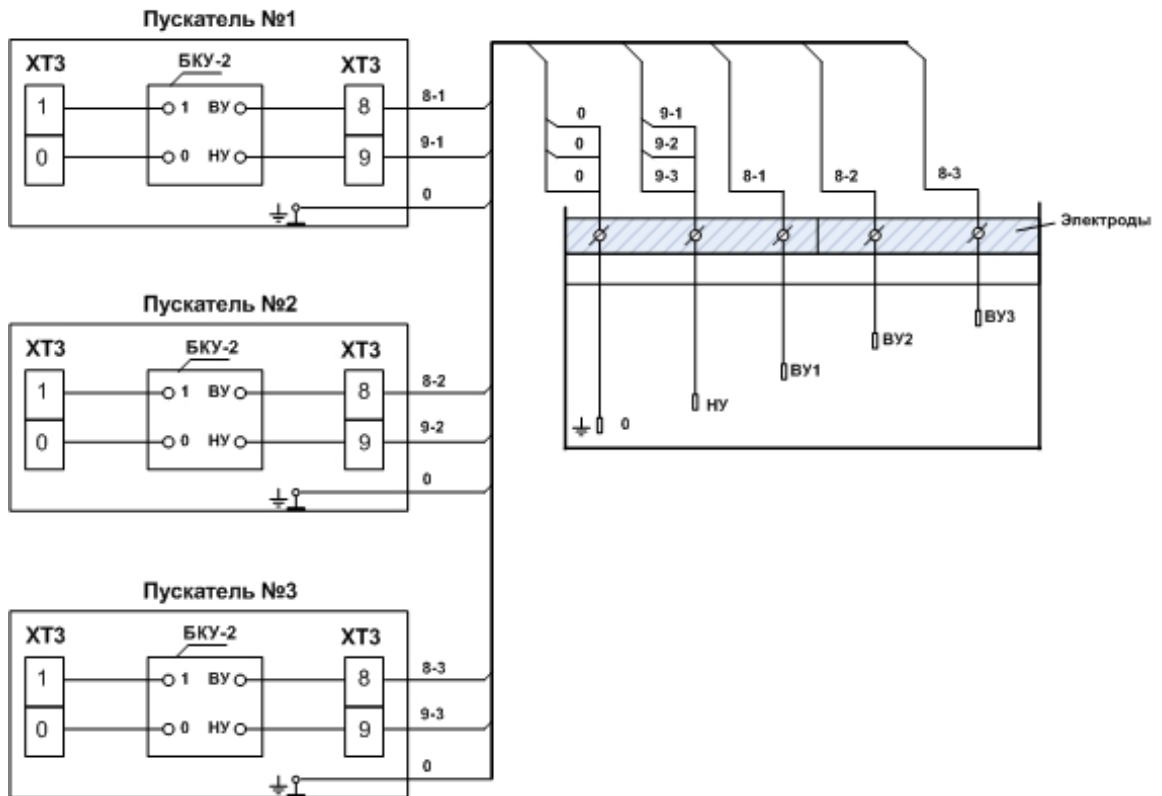 Пускатель №1
ХТ3
БКУ-2
ХТ3
1
1 ВУ
8
8-1
0
0 НУ
9
9-1
0
Пускатель №2
ХТ3
БКУ-2
ХТ3
1
1 ВУ
8
8-2
0
0 НУ
9
9-2
0
Пускатель №3
ХТ3
БКУ-2
ХТ3
1
1 ВУ
8
8-3
0
0 НУ
9
9-3
0
0
9-1
0
9-2
0
9-3
8-1
8-2
8-3
Электроды
ВУ3
ВУ2
ВУ1
НУ
0